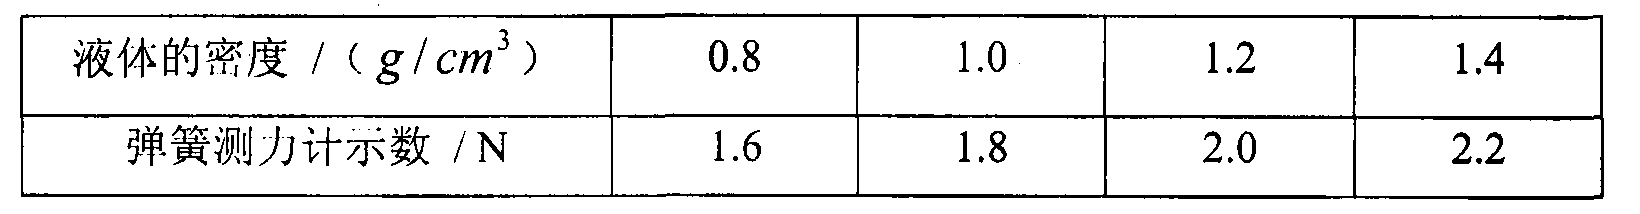 液体的密度 /（g/cm³） 0.8 1.0 1.2 1.4
弹簧测力计示数 /N 1.6 1.8 2.0 2.2